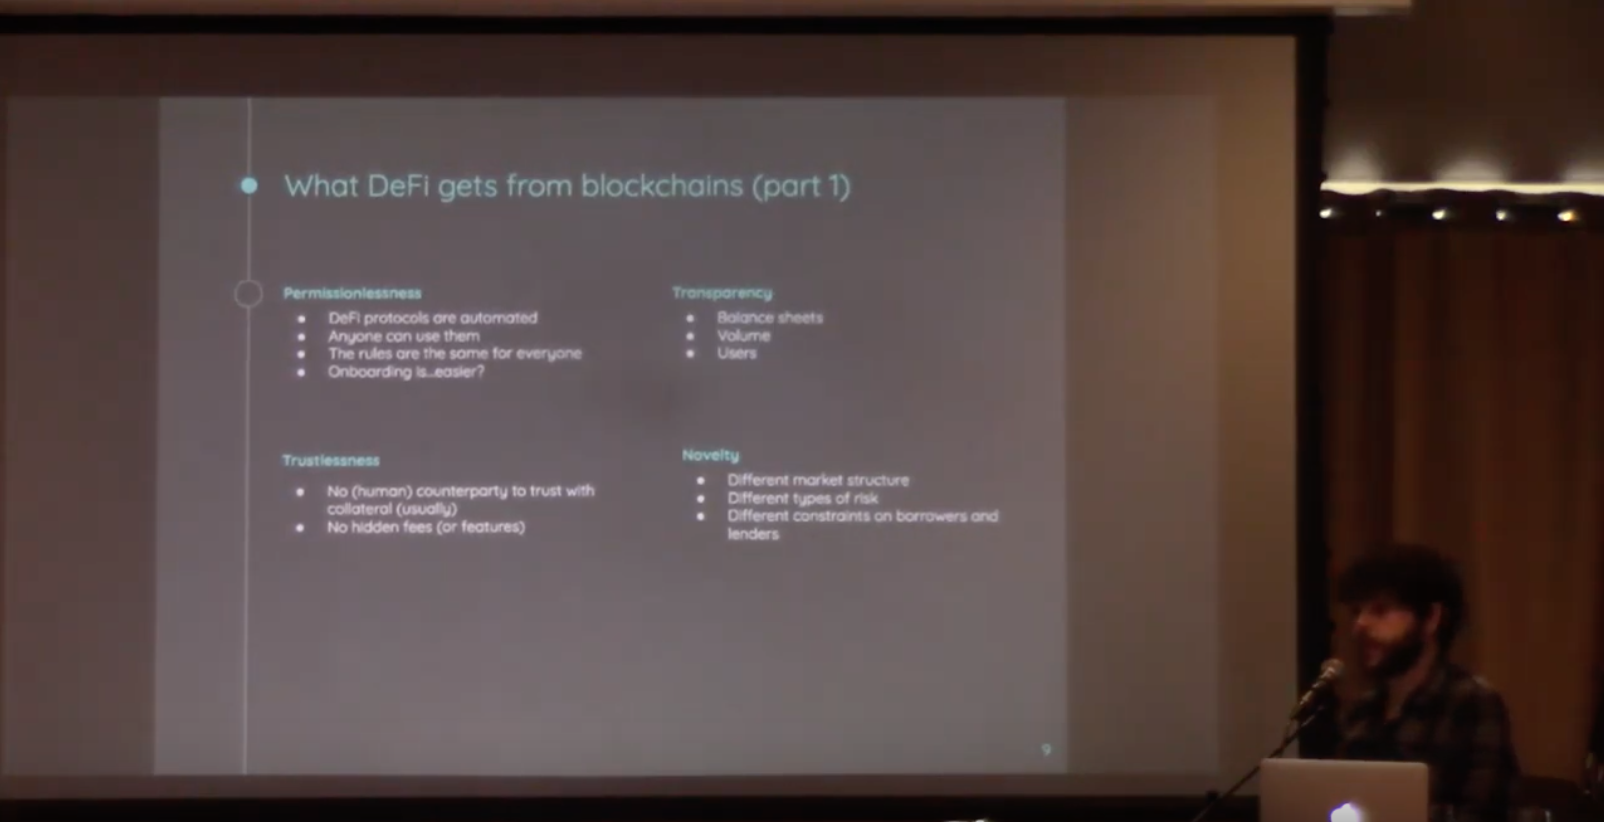 What DeFi gets from blockchains (part 1)
Permissionlessness
● DeFi protocols are automated
● Anyone can use them
● The rules are the same for everyone
● Onboarding is...easier?
Transparency
● Balance sheets
● Volume
● Users
Trustlessness
● No (human) counterparty to trust with
collateral (usually)
● No hidden fees (or features)
Novelty
● Different market structure
● Different types of risk
● Different constraints on borrowers and
lenders
9